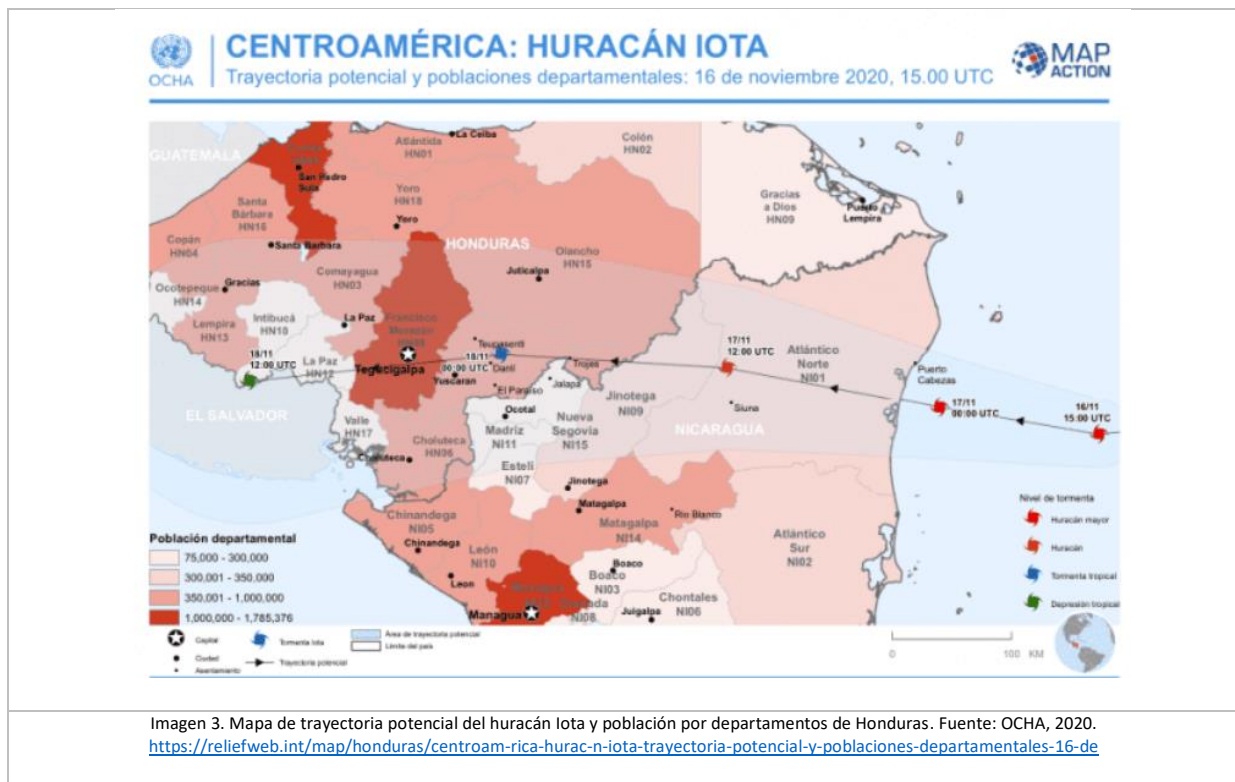 OCHA
CENTROAMÉRICA: HURACÁN IOTA
Trayectoria potencial y poblaciones departamentales: 16 de noviembre 2020, 15.00 UTC
MAP
ACTION
GUATEMALA
San Pedro
Sula
Atlántida
HN01
La Ceiba
Colón
HN02
Gracias
a Dios
HN09
Puerto
Lempira
Santa
Bárbara
HN16
Yoro
HN18
Yoro
Copán
HN04
Santa Bárbara
HONDURAS
Olancho
HN15
Comayagua
HN03
Juticalpa
Ocotepeque
HN14
Gracias
Intibucá
HN10
La Paz
Lempira
HN13
Francisco
Morazán
18/11
12:00 UTC
La Paz
HN12
Tegucigalpa
Teupasenti
18/11
00:00 UTC
Danlí
Yuscaran
Trojes
El Paraíso
Jalapa
17/11
12:00 UTC
Atlántico
Norte
NI01
Puerto
Cabezas
17/11
00:00 UTC
16/11
15:00 UTC
EL SALVADOR
Valle
HN17
Ocotal
Madriz
NI11
Nueva
Segovia
NI15
Jinotega
NI09
Siuna
NICARAGUA
Choluteca
HN06
Choluteca
Estelí
NI07
Jinotega
Matagalpa
Matagalpa
NI14
Rio Blanco
Chinandega
NI05
Chinandega
León
NI10
Leon
Atlántico
Sur
NI02
Managua
Boaco
Boaco
NI03
NI08
Juigalpa
Chontales
NI06
Nivel de tormenta
Huracán mayor
Huracán
Tormenta tropical
Depresión tropical
Población departamental
75,000 - 300,000
300,001 - 350,000
350,001 - 1,000,000
1,000,000 - 1,785,376
Capital
Ciudad
Asentamiento
Tormenta Iota
Trayectoria potencial
Área de trayectoria potencial
Límite del país
0 100 KM
Imagen 3. Mapa de trayectoria potencial del huracán Iota y población por departamentos de Honduras. Fuente: OCHA, 2020.
https://reliefweb.int/map/honduras/centroam-rica-hurac-n-iota-trayectoria-potencial-y-poblaciones-departamentales-16-de